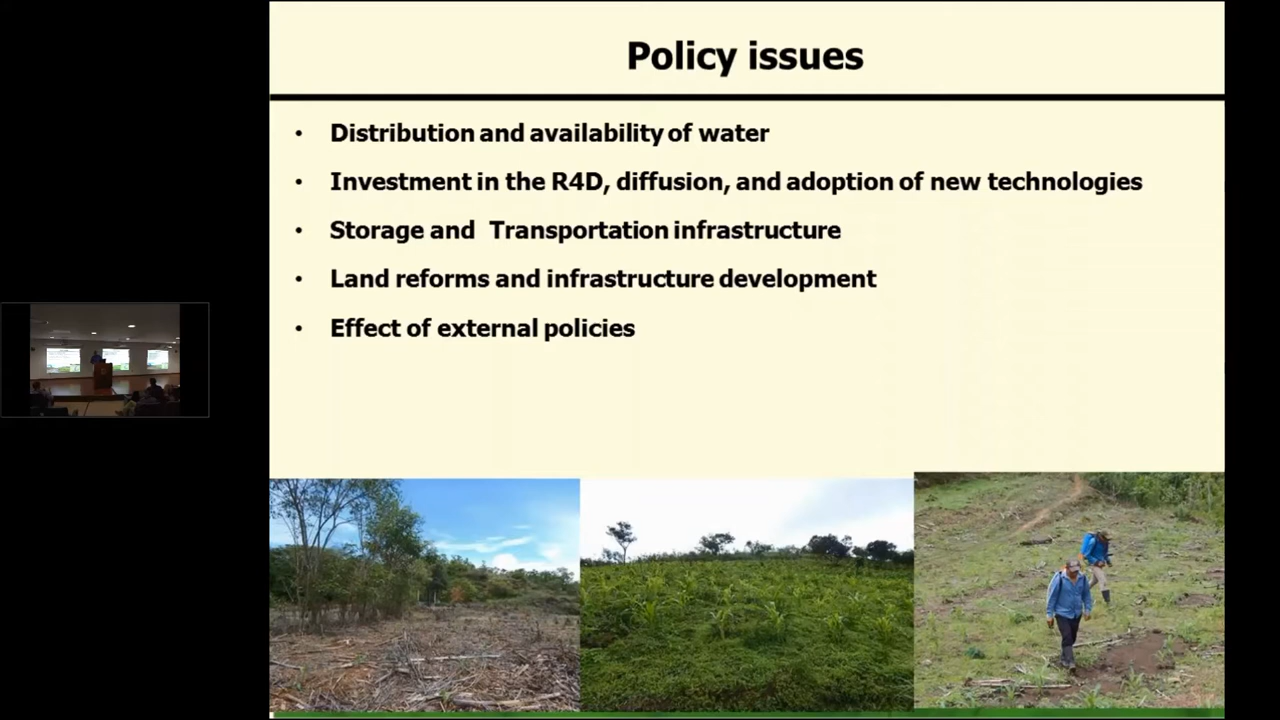 Policy issues
• Distribution and availability of water
• Investment in the R4D, diffusion, and adoption of new technologies
• Storage and Transportation infrastructure
• Land reforms and infrastructure development
• Effect of external policies